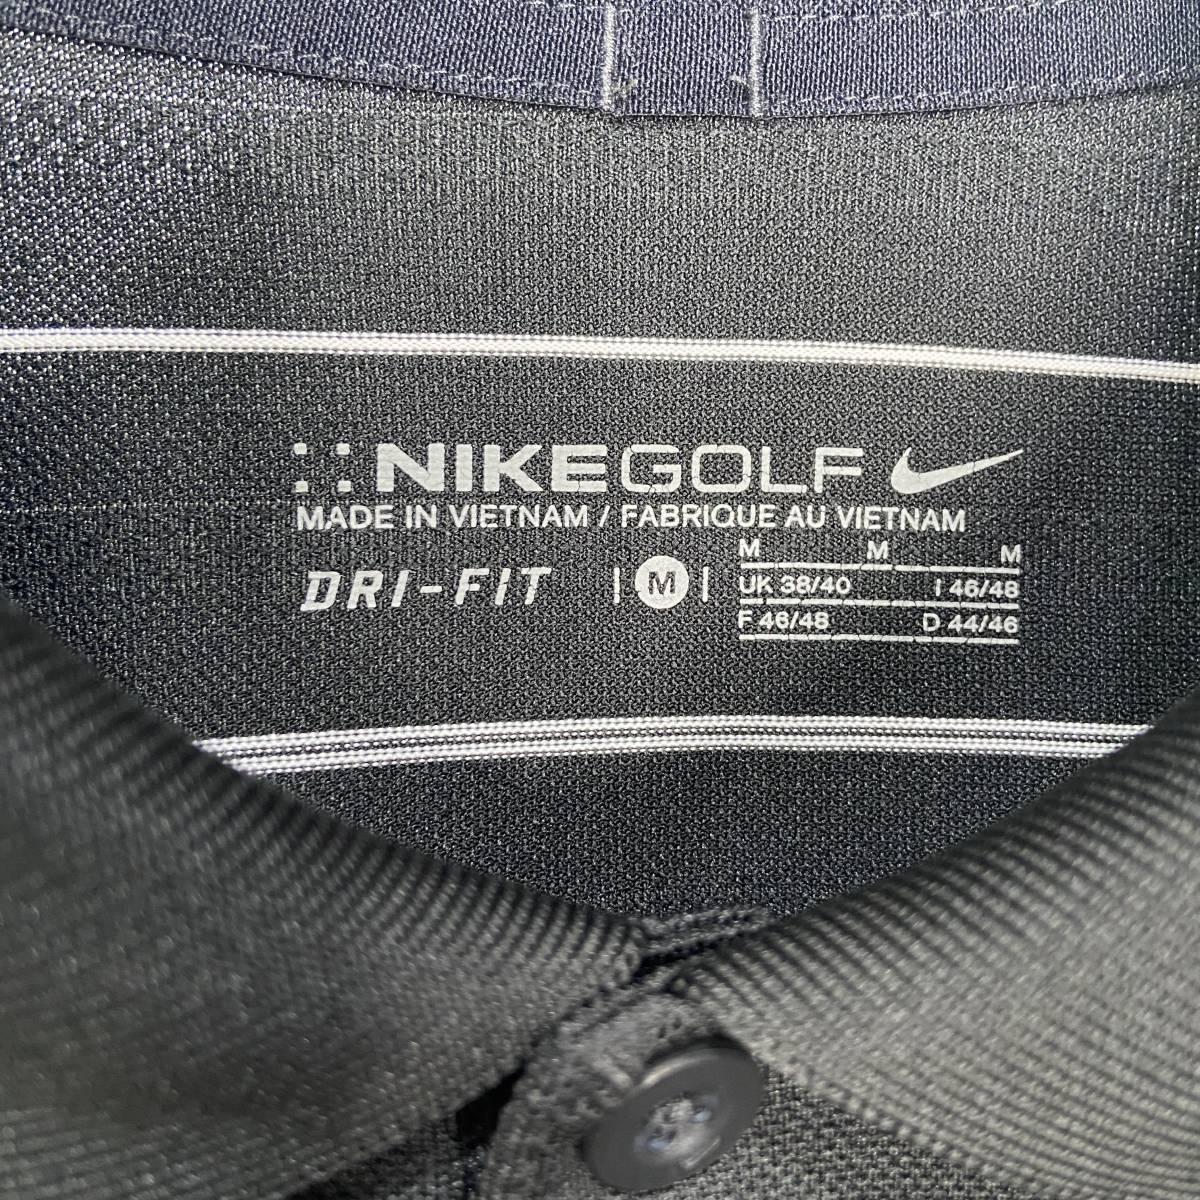 NIKEGOLF
MADE IN VIETNAM / FABRIQUE AU VIETNAM
DRI-FIT
M
M M M
UK 38/40 I 46/48
F 46/48 D 44/46